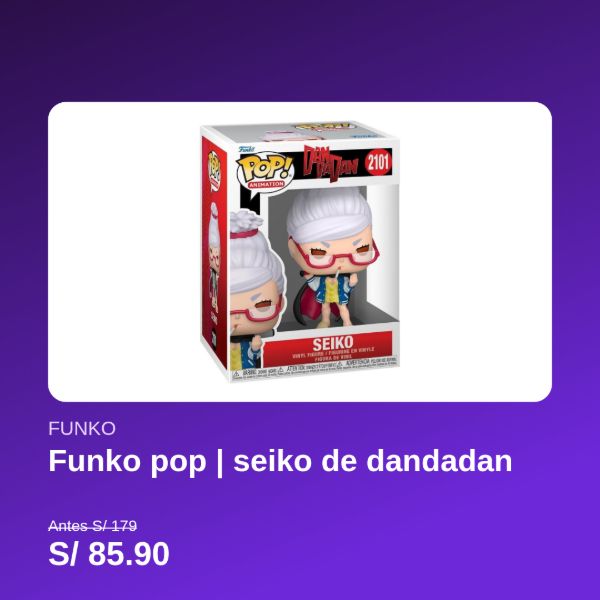 Funko
POP!
ANIMATION
DAN DA DAN
2101
SEIKO
VINYL FIGURE / FIGURINE EN VINYLE
FIGURA DE VINIL
FUNKO
Funko pop | seiko de dandadan
Antes S/ 179
S/ 85.90